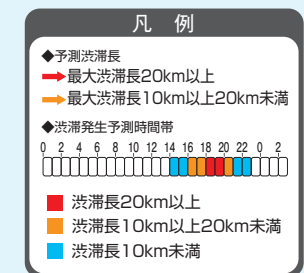 凡 例
◆予測渋滞長
最大渋滞長20km以上
最大渋滞長10km以上20km未満
◆渋滞発生予測時間帯
0 2 4 6 8 10 12 14 16 18 20 22 0 2
渋滞長20km以上
渋滞長10km以上20km未満
渋滞長10km未満